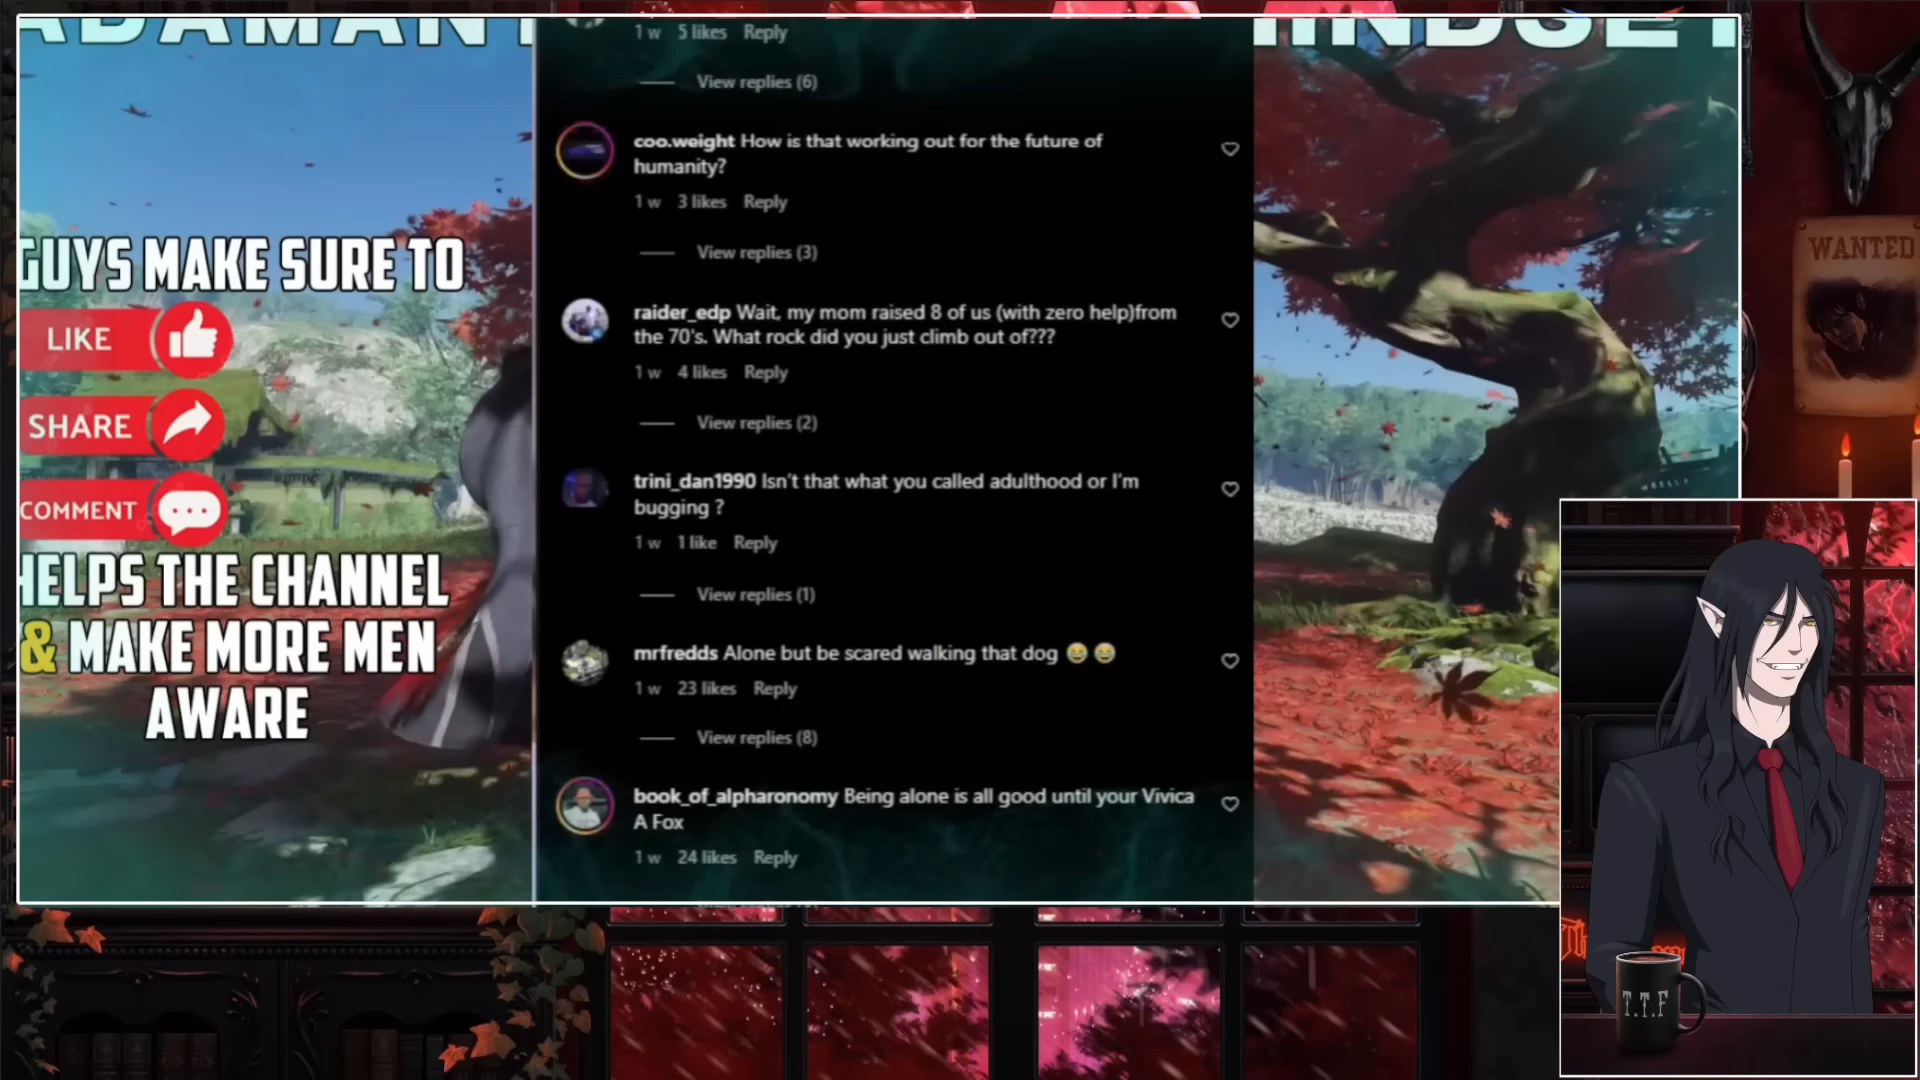 ADAMANT
MINDSET
GUYS MAKE SURE TO
LIKE
SHARE
COMMENT
HELPS THE CHANNEL
& MAKE MORE MEN
AWARE
1 w 5 likes Reply
View replies (6)
coo.weight How is that working out for the future of
humanity?
1 w 3 likes Reply
View replies (3)
raider_edp Wait, my mom raised 8 of us (with zero help)from
the 70's. What rock did you just climb out of???
1 w 4 likes Reply
View replies (2)
trini_dan1990 Isn't that what you called adulthood or I'm
bugging ?
1 w 1 like Reply
View replies (1)
mrfredds Alone but be scared walking that dog 😂 😂
1 w 23 likes Reply
View replies (8)
book_of_alpharonomy Being alone is all good until your Vivica
A Fox
1 w 24 likes Reply
WANTED
T.T.F